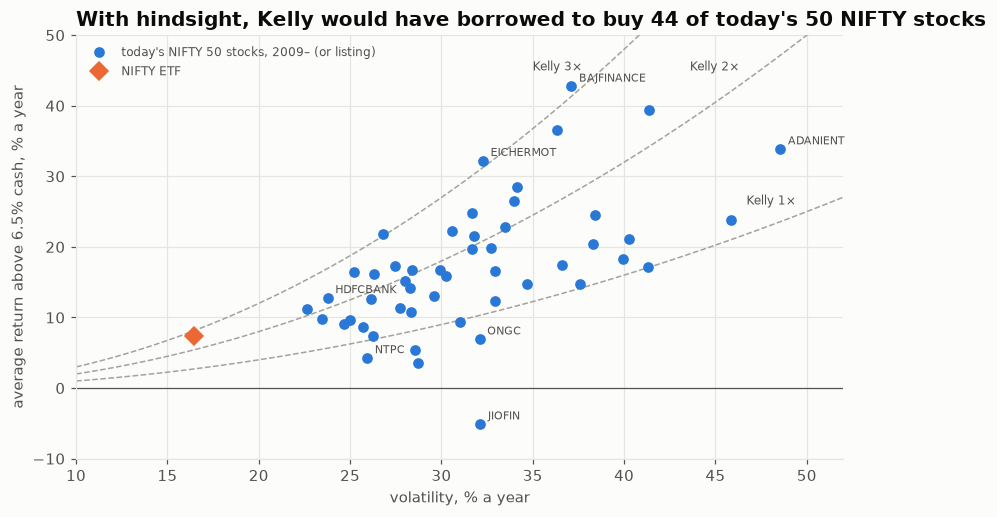 With hindsight, Kelly would have borrowed to buy 44 of today's 50 NIFTY stocks
today's NIFTY 50 stocks, 2009– (or listing)
NIFTY ETF
Kelly 3×
Kelly 2×
BAJFINANCE
ADANIENT
EICHERMOT
Kelly 1×
HDFCBANK
ONGC
NTPC
JIOFIN
50
40
30
20
10
0
−10
average return above 6.5% cash, % a year
10
15
20
25
30
35
40
45
50
volatility, % a year